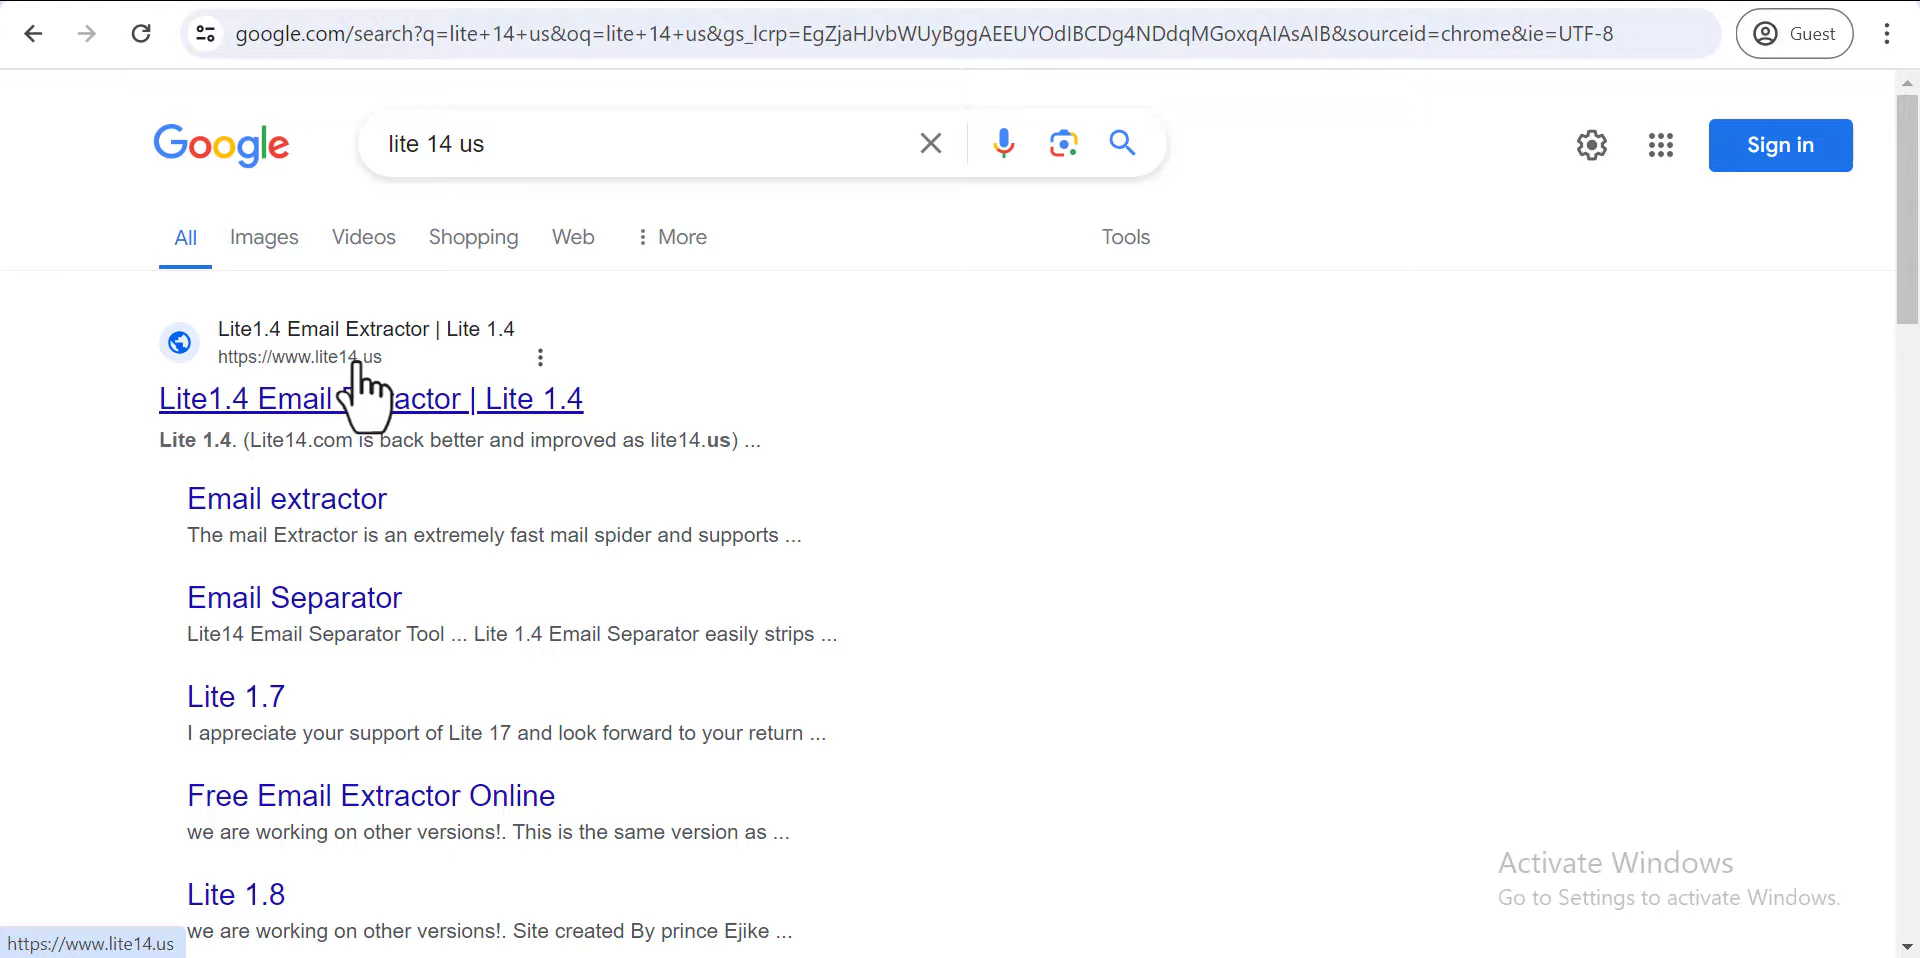 google.com/search?q=lite+14+us&oq=lite+14+us&gs_lcrp=EgZjaHJvbWUyBggAEEUYOdIBCDg4NDdqMGoxqAIAsAIB&sourceid=chrome&ie=UTF-8
Guest
Google
lite 14 us
Sign in
All Images Videos Shopping Web More Tools
Lite1.4 Email Extractor | Lite 1.4
https://www.lite14.us
Lite1.4 Email actor | Lite 1.4
Lite 1.4. (Lite14.com is back better and improved as lite14.us) ...
Email extractor
The mail Extractor is an extremely fast mail spider and supports ...
Email Separator
Lite14 Email Separator Tool ... Lite 1.4 Email Separator easily strips ...
Lite 1.7
I appreciate your support of Lite 17 and look forward to your return ...
Free Email Extractor Online
we are working on other versions!. This is the same version as ...
Lite 1.8
we are working on other versions!. Site created By prince Ejike ...
Activate Windows
Go to Settings to activate Windows.
https://www.lite14.us